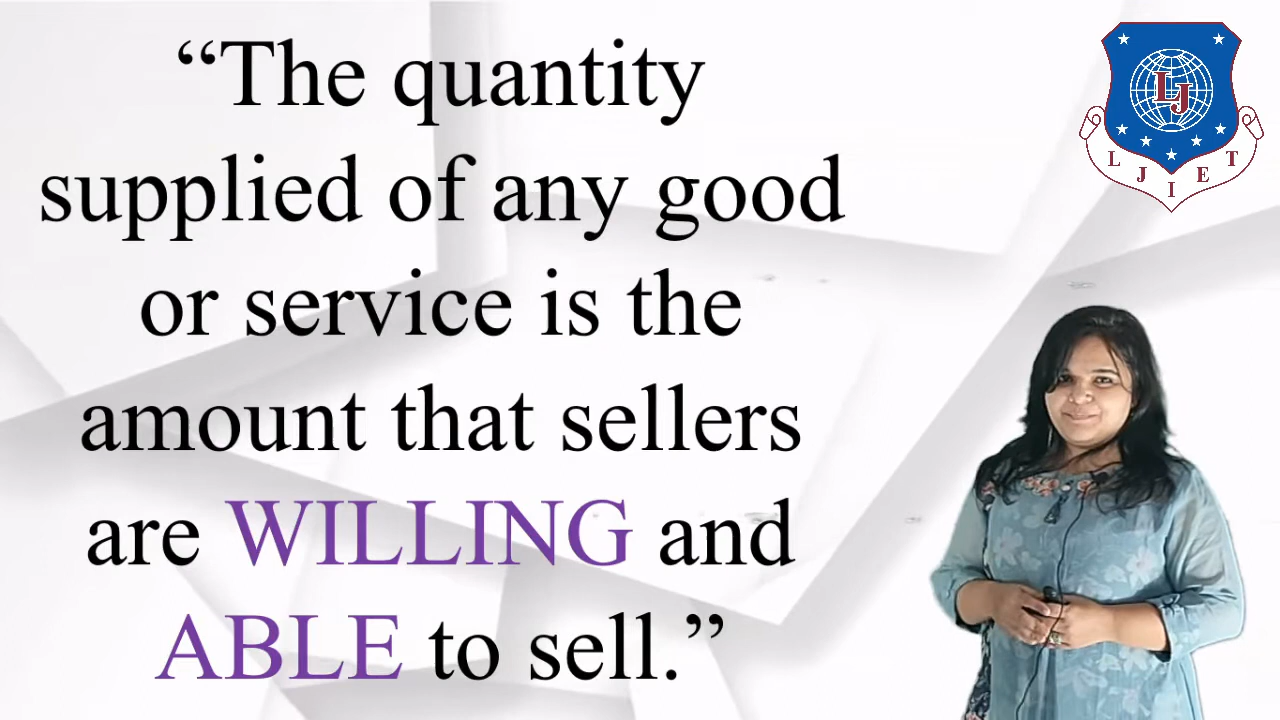 “The quantity
supplied of any good
or service is the
amount that sellers
are WILLING and
ABLE to sell.”
LJ
L J I E T